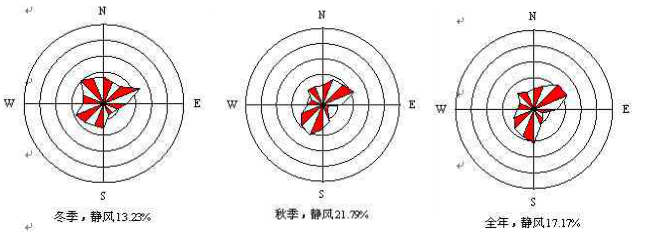 N N N
W E W E W E
S S S
冬季，静风13.23%
秋季，静风21.79%
全年，静风17.17%